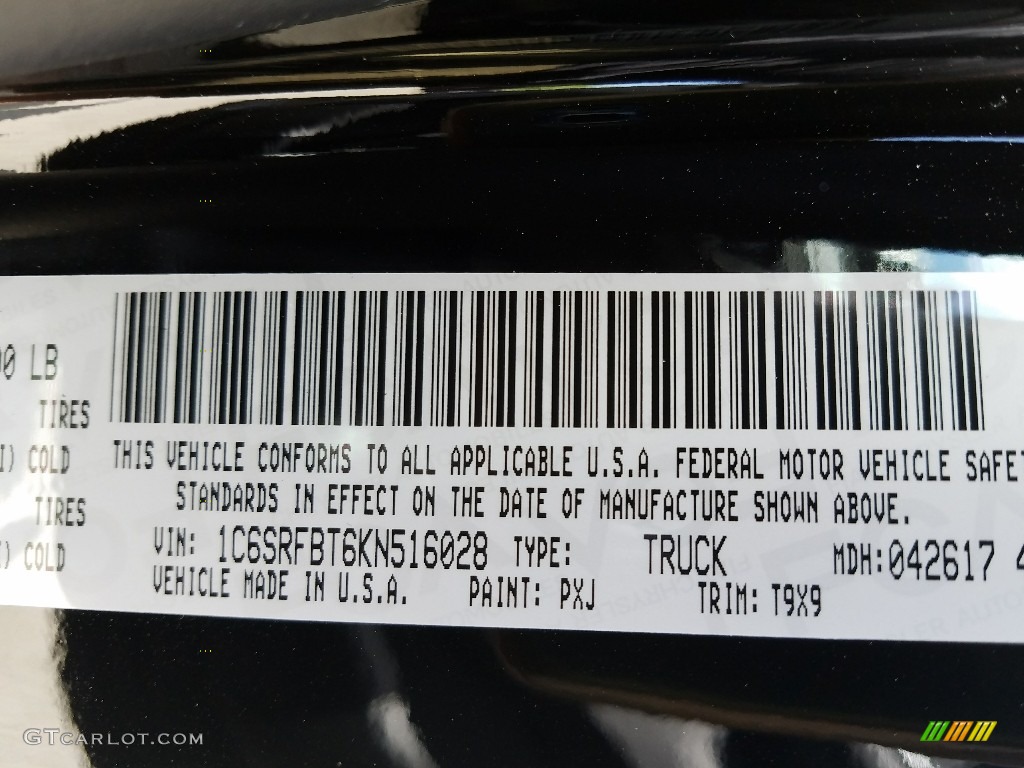 00 LB
TIRES
I) COLD
TIRES
I) COLD
THIS VEHICLE CONFORMS TO ALL APPLICABLE U.S.A. FEDERAL MOTOR VEHICLE SAFET
STANDARDS IN EFFECT ON THE DATE OF MANUFACTURE SHOWN ABOVE.
VIN: 1C6SRFBT6KN516028 TYPE: TRUCK MDH:042617 4
VEHICLE MADE IN U.S.A. PAINT: PXJ TRIM: T9X9
GTCARLOT.COM